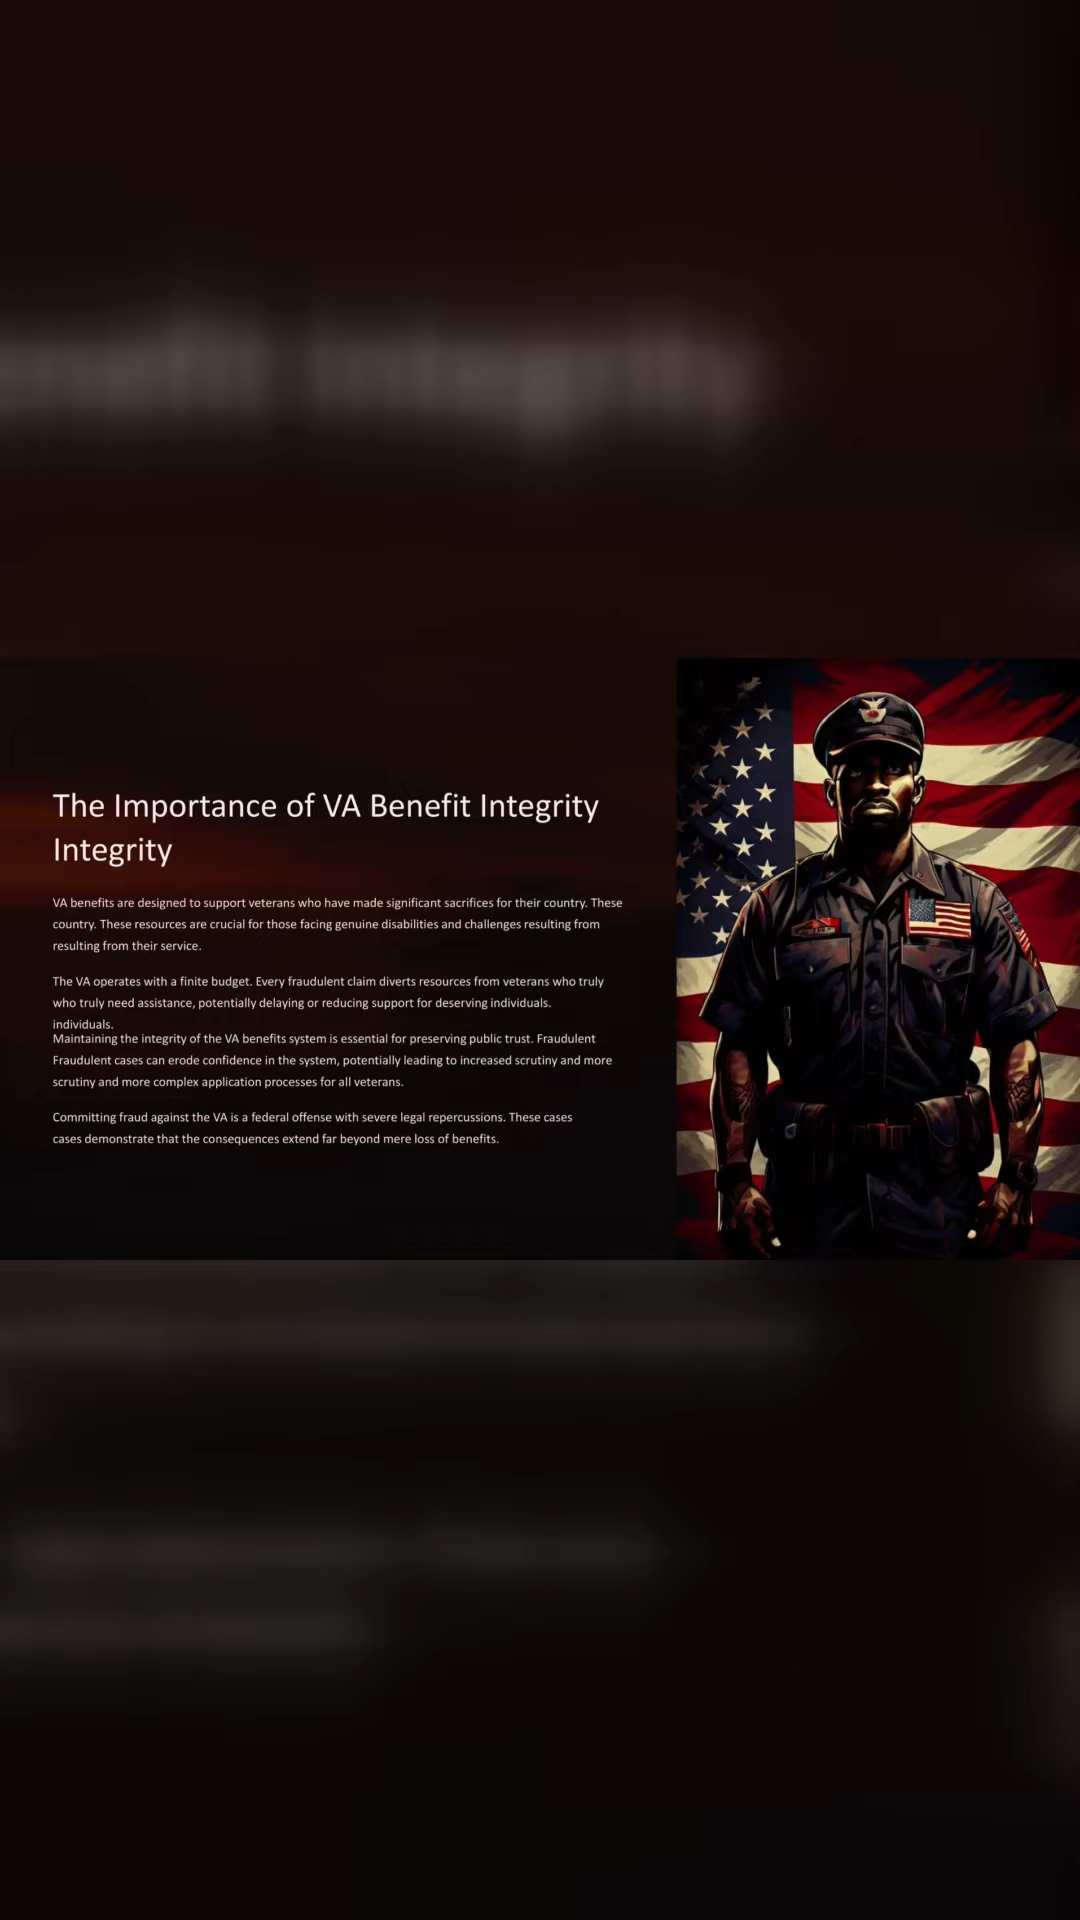 The Importance of VA Benefit Integrity
Integrity
VA benefits are designed to support veterans who have made significant sacrifices for their country. These
country. These resources are crucial for those facing genuine disabilities and challenges resulting from
resulting from their service.
The VA operates with a finite budget. Every fraudulent claim diverts resources from veterans who truly
who truly need assistance, potentially delaying or reducing support for deserving individuals.
individuals.
Maintaining the integrity of the VA benefits system is essential for preserving public trust. Fraudulent
Fraudulent cases can erode confidence in the system, potentially leading to increased scrutiny and more
scrutiny and more complex application processes for all veterans.
Committing fraud against the VA is a federal offense with severe legal repercussions. These cases
cases demonstrate that the consequences extend far beyond mere loss of benefits.
enefit Integrity